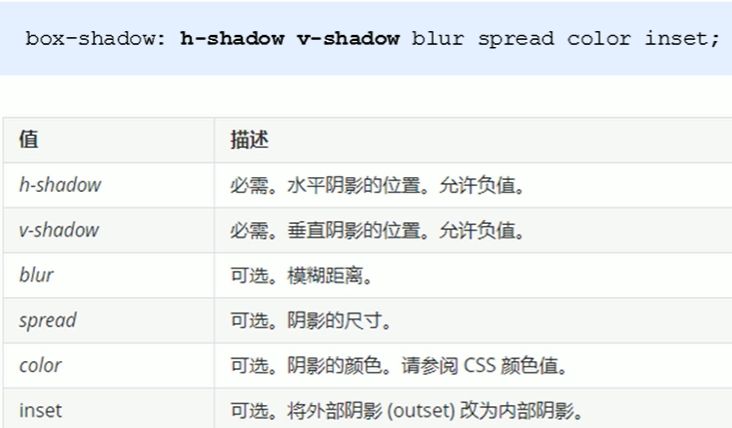 box-shadow: h-shadow v-shadow blur spread color inset;
值 描述
h-shadow 必需。水平阴影的位置。允许负值。
v-shadow 必需。垂直阴影的位置。允许负值。
blur 可选。模糊距离。
spread 可选。阴影的尺寸。
color 可选。阴影的颜色。请参阅 CSS 颜色值。
inset 可选。将外部阴影 (outset) 改为内部阴影。